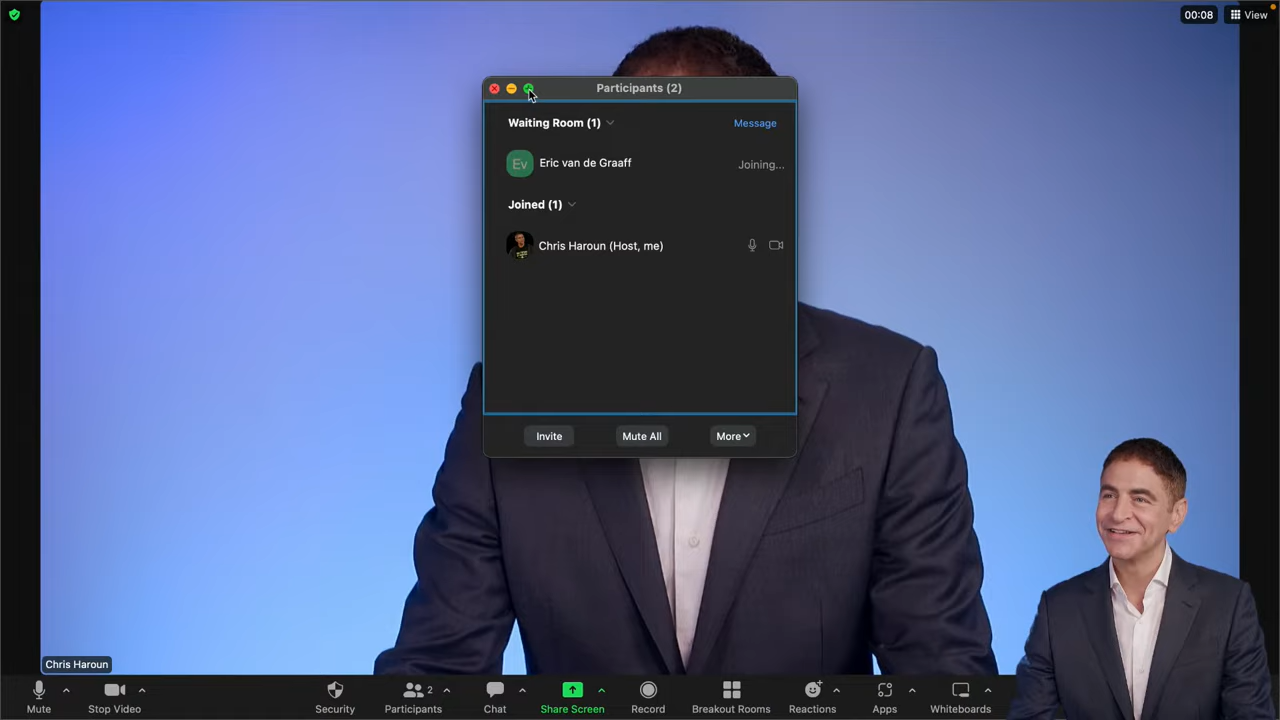 00:08
View
Participants (2)
Waiting Room (1)
Message
Ev
Eric van de Graaff
Joining...
Joined (1)
Chris Haroun (Host, me)
Invite
Mute All
More
Chris Haroun
Mute
Stop Video
Security
2
Participants
Chat
Share Screen
Record
Breakout Rooms
Reactions
Apps
Whiteboards